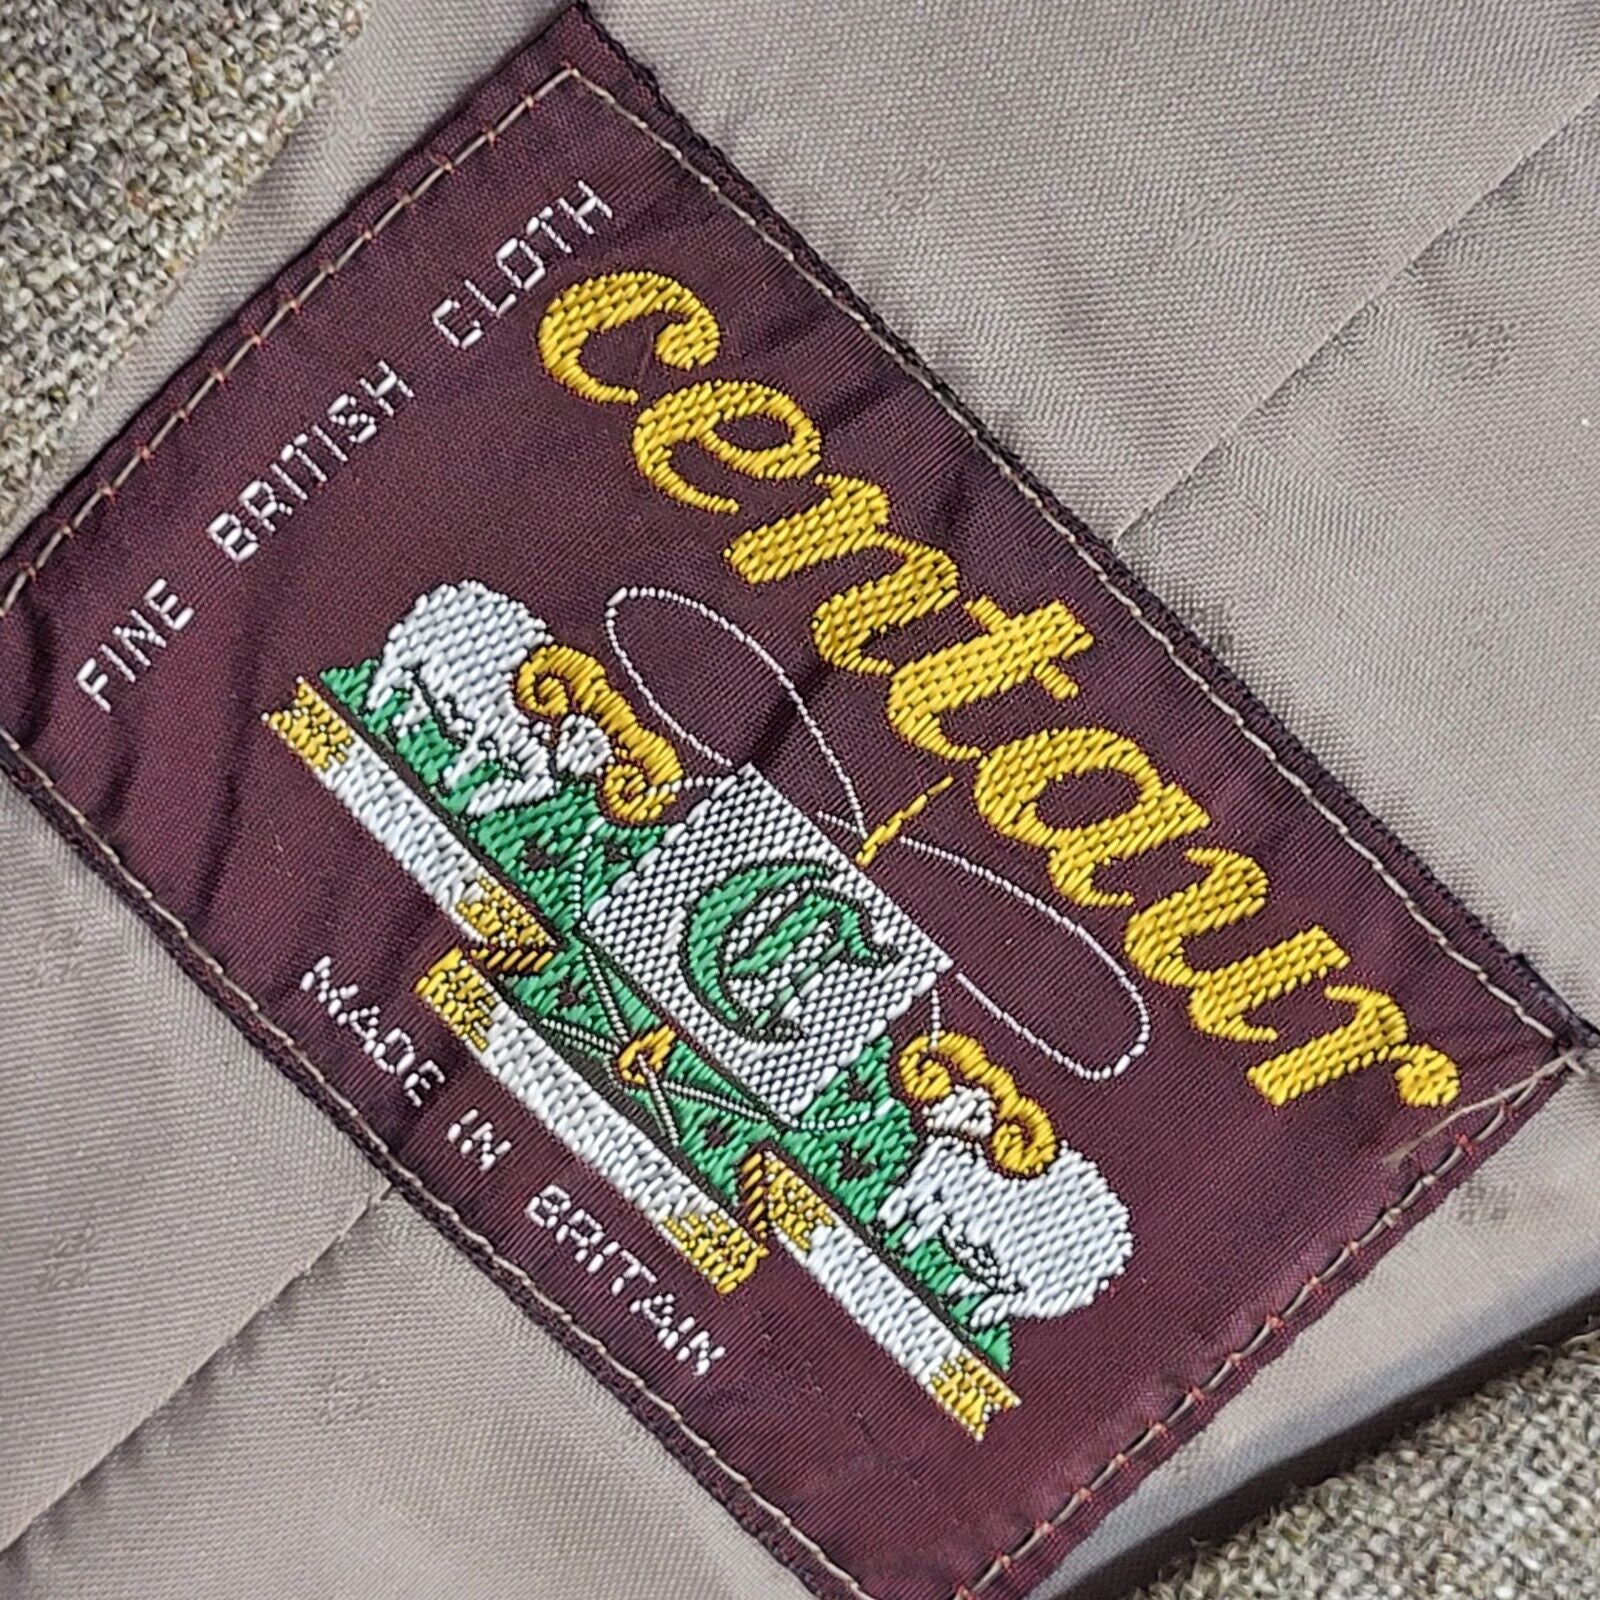 FINE BRITISH CLOTH
centaur
C
MADE IN BRITAIN